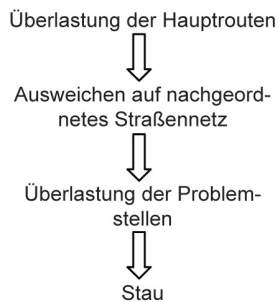 Überlastung der Hauptrouten
Ausweichen auf nachgeord-
netes Straßennetz
Überlastung der Problem-
stellen
Stau